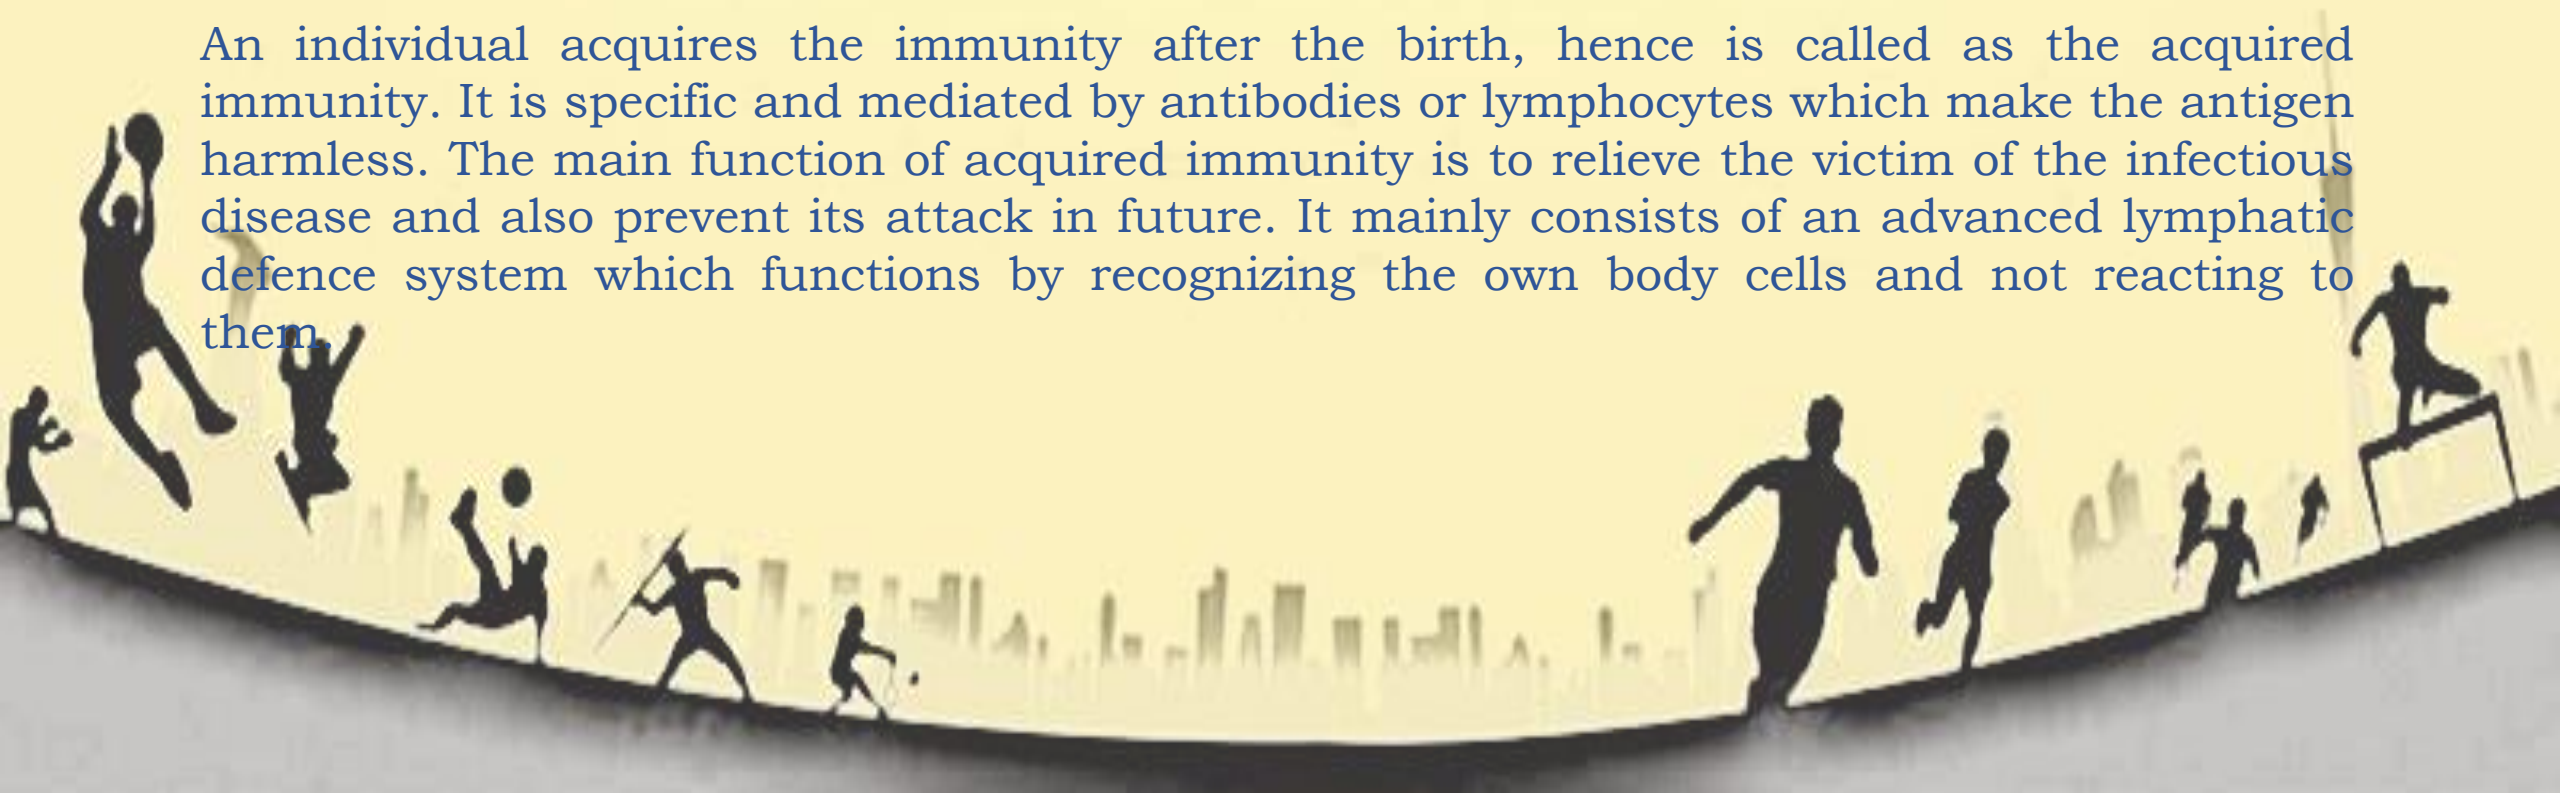 An individual acquires the immunity after the birth, hence is called as the acquired
immunity. It is specific and mediated by antibodies or lymphocytes which make the antigen
harmless. The main function of acquired immunity is to relieve the victim of the infectious
disease and also prevent its attack in future. It mainly consists of an advanced lymphatic
defence system which functions by recognizing the own body cells and not reacting to
them.